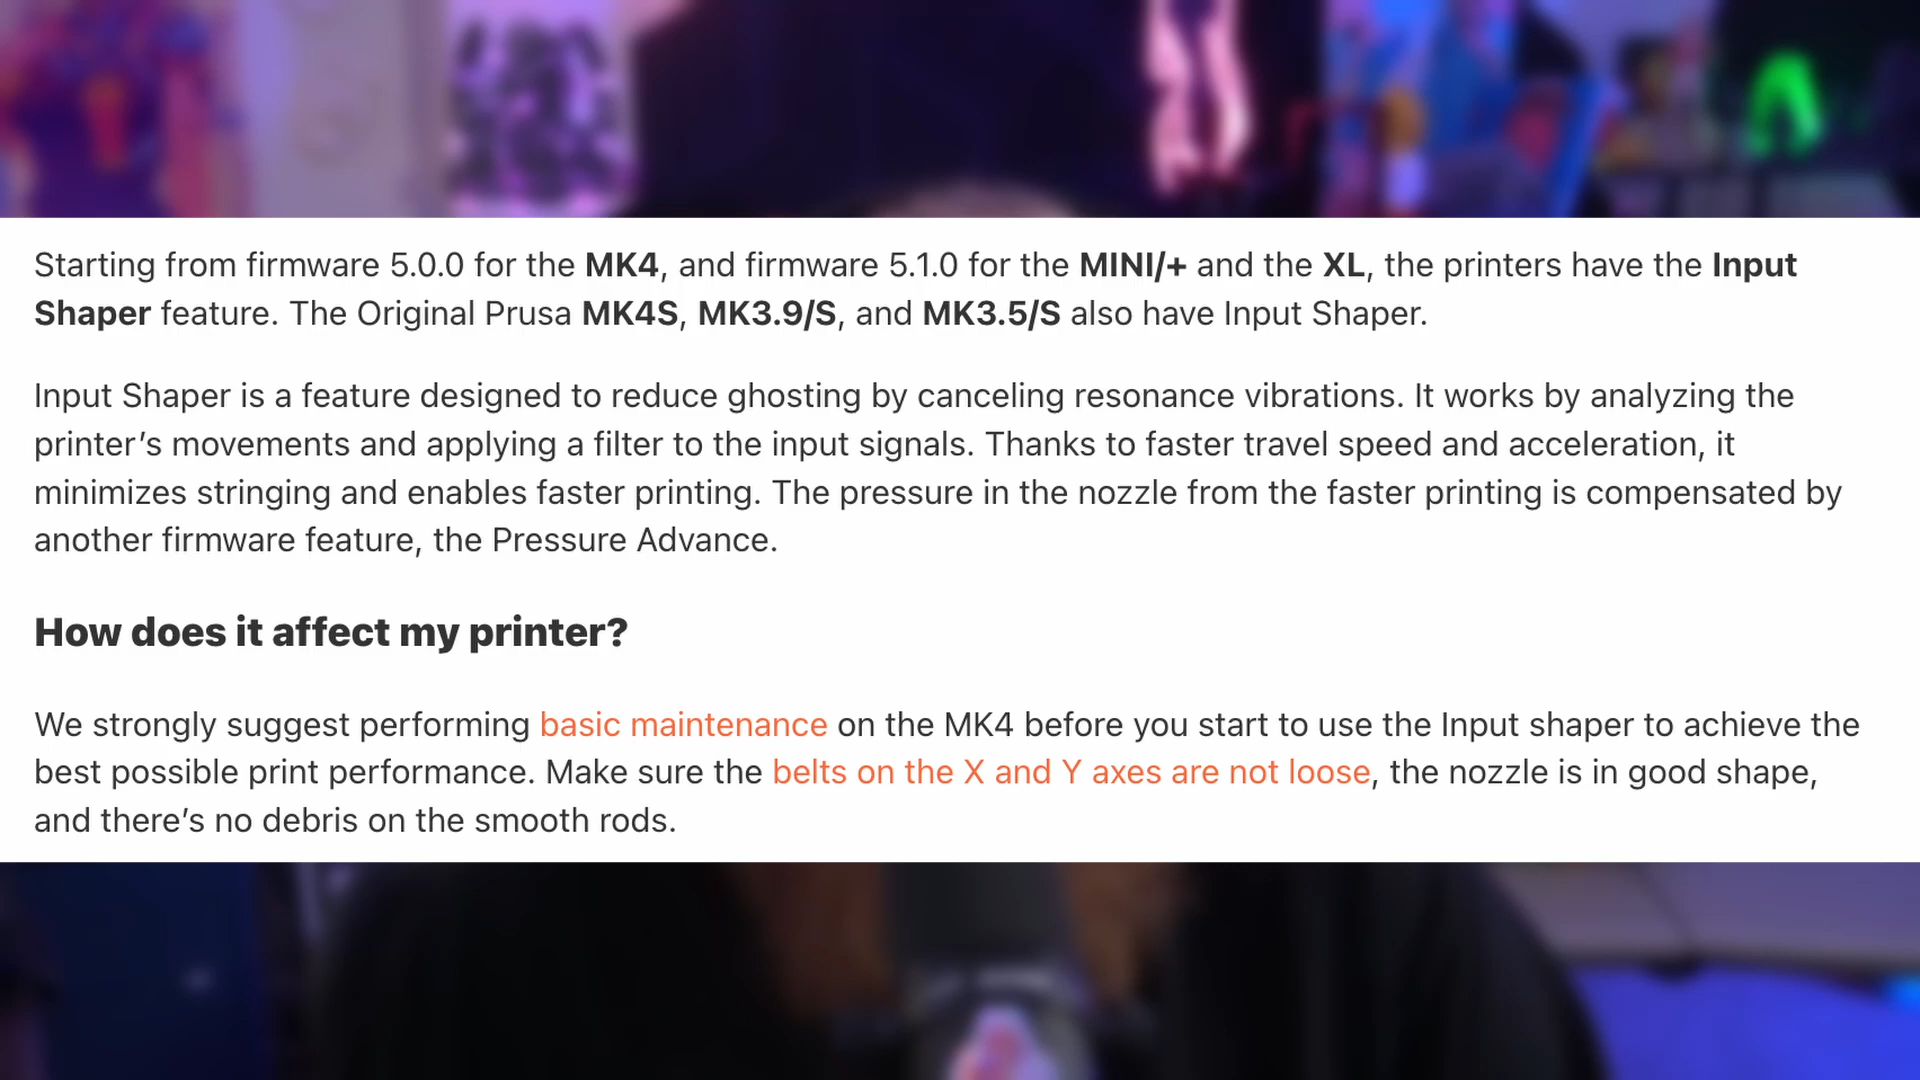 Starting from firmware 5.0.0 for the MK4, and firmware 5.1.0 for the MINI/+ and the XL, the printers have the Input
Shaper feature. The Original Prusa MK4S, MK3.9/S, and MK3.5/S also have Input Shaper.
Input Shaper is a feature designed to reduce ghosting by canceling resonance vibrations. It works by analyzing the
printer’s movements and applying a filter to the input signals. Thanks to faster travel speed and acceleration, it
minimizes stringing and enables faster printing. The pressure in the nozzle from the faster printing is compensated by
another firmware feature, the Pressure Advance.
How does it affect my printer?
We strongly suggest performing basic maintenance on the MK4 before you start to use the Input shaper to achieve the
best possible print performance. Make sure the belts on the X and Y axes are not loose, the nozzle is in good shape,
and there’s no debris on the smooth rods.